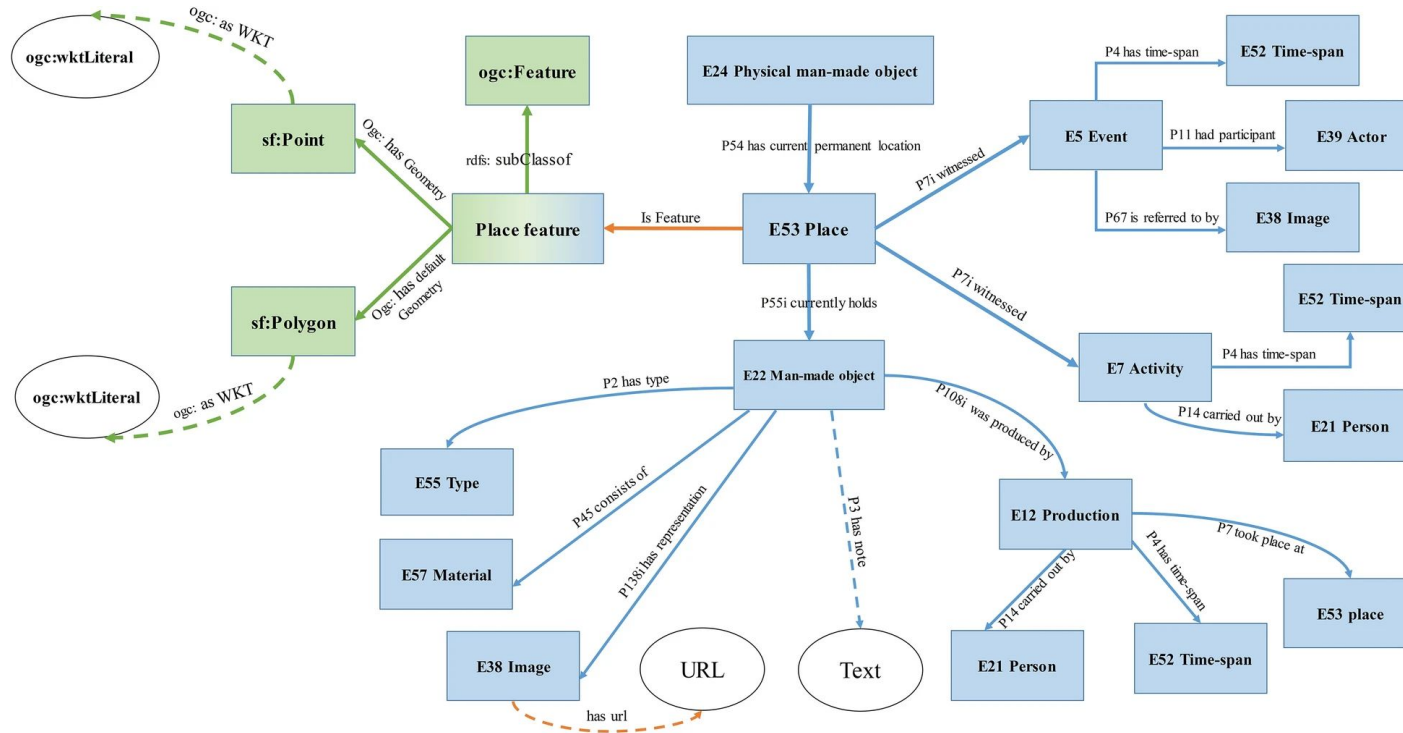 ogc: as WKT
ogc:wktLiteral
ogc:Feature
E24 Physical man-made object
P4 has time-span
E52 Time-span
sf:Point
Ogc: has Geometry
rdfs: subClassof
P54 has current permanent location
P7i witnessed
E5 Event
P11 had participant
E39 Actor
Place feature
Is Feature
E53 Place
P67 is referred to by
E38 Image
Ogc: has default
Geometry
sf:Polygon
P55i currently holds
P7i witnessed
E52 Time-span
ogc: as WKT
ogc:wktLiteral
P2 has type
E22 Man-made object
P108i was produced by
E7 Activity
P4 has time-span
P14 carried out by
E21 Person
E55 Type
P45 consists of
P138i has representation
P3 has note
E12 Production
P7 took place at
E57 Material
P14 carried out by
P4 has time-span
E53 place
E38 Image
URL
Text
E21 Person
E52 Time-span
has url